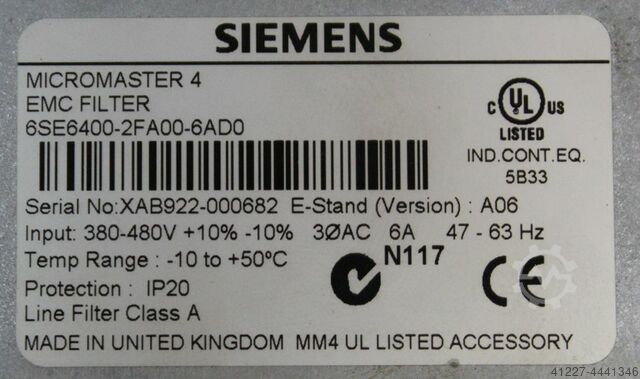 SIEMENS
MICROMASTER 4
EMC FILTER
6SE6400-2FA00-6AD0
C UL US
LISTED
IND.CONT.EQ.
5B33
Serial No:XAB922-000682 E-Stand (Version) : A06
Input: 380-480V +10% -10% 3ØAC 6A 47 - 63 Hz
Temp Range : -10 to +50°C
N117
Protection : IP20
CE
Line Filter Class A
MADE IN UNITED KINGDOM MM4 UL LISTED ACCESSORY
41227-4441346